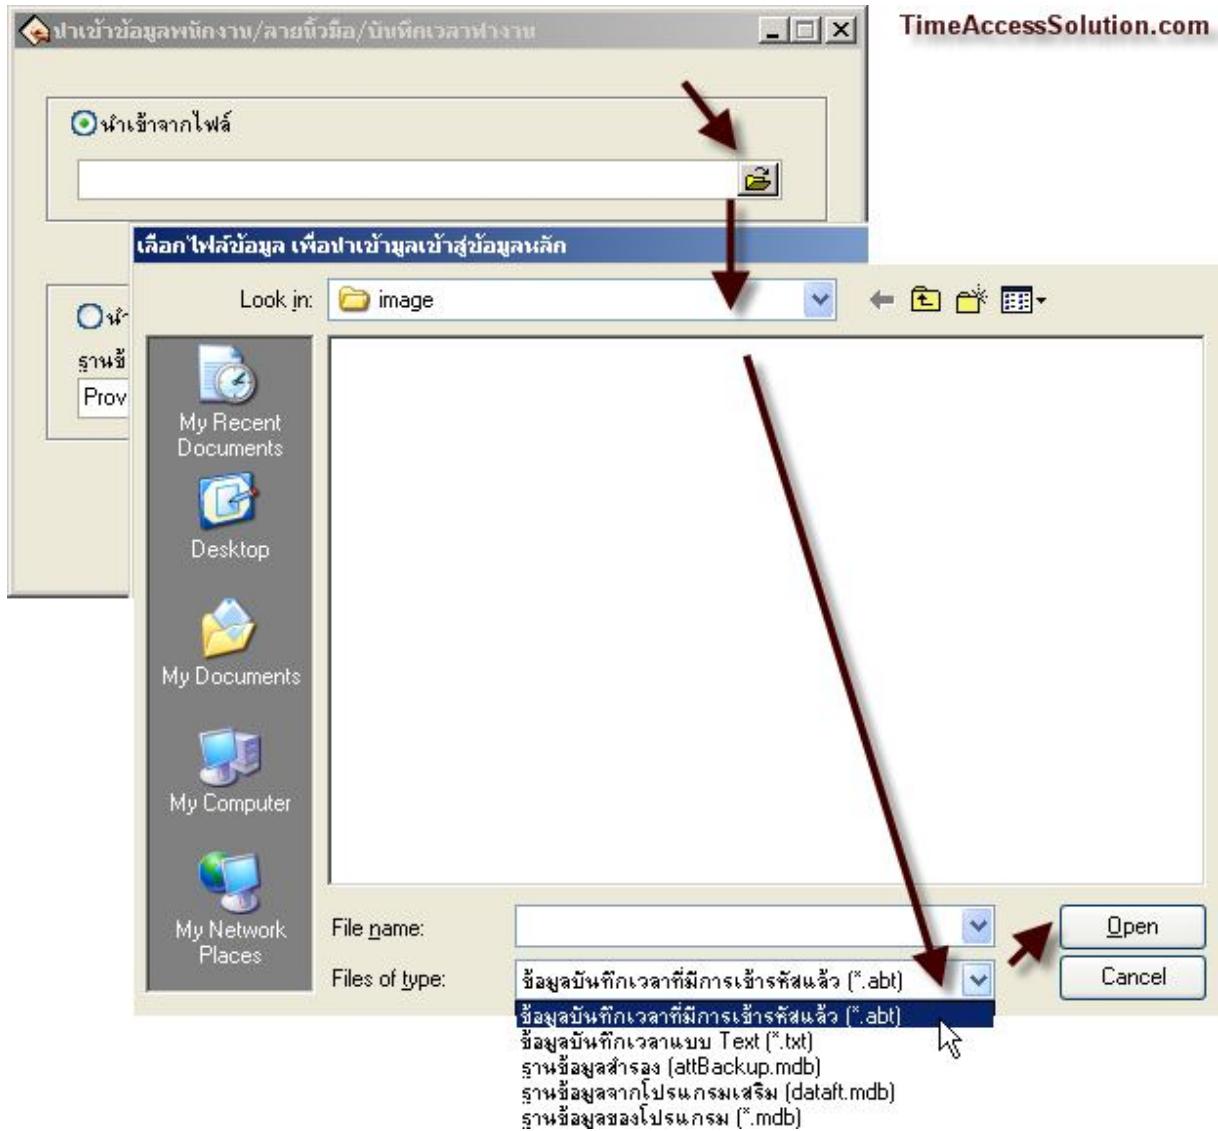 TimeAccessSolution.com
นำเข้าข้อมูลพนักงาน/ลายนิ้วมือ/บันทึกเวลาทำงาน
นำเข้าจากไฟล์
เลือกไฟล์ข้อมูล เพื่อนำเข้ามูลเข้าสู่ข้อมูลหลัก
Look in:
image
นำ
ฐานข้
Prov
My Recent Documents
Desktop
My Documents
My Computer
My Network Places
File name:
Open
Files of type:
ข้อมูลบันทึกเวลาที่มีการเข้ารหัสแล้ว (*.abt)
Cancel
ข้อมูลบันทึกเวลาที่มีการเข้ารหัสแล้ว (*.abt)
ข้อมูลบันทึกเวลาแบบ Text (*.txt)
ฐานข้อมูลสำรอง (attBackup.mdb)
ฐานข้อมูลจากโปรแกรมเสริม (dataft.mdb)
ฐานข้อมูลของโปรแกรม (*.mdb)